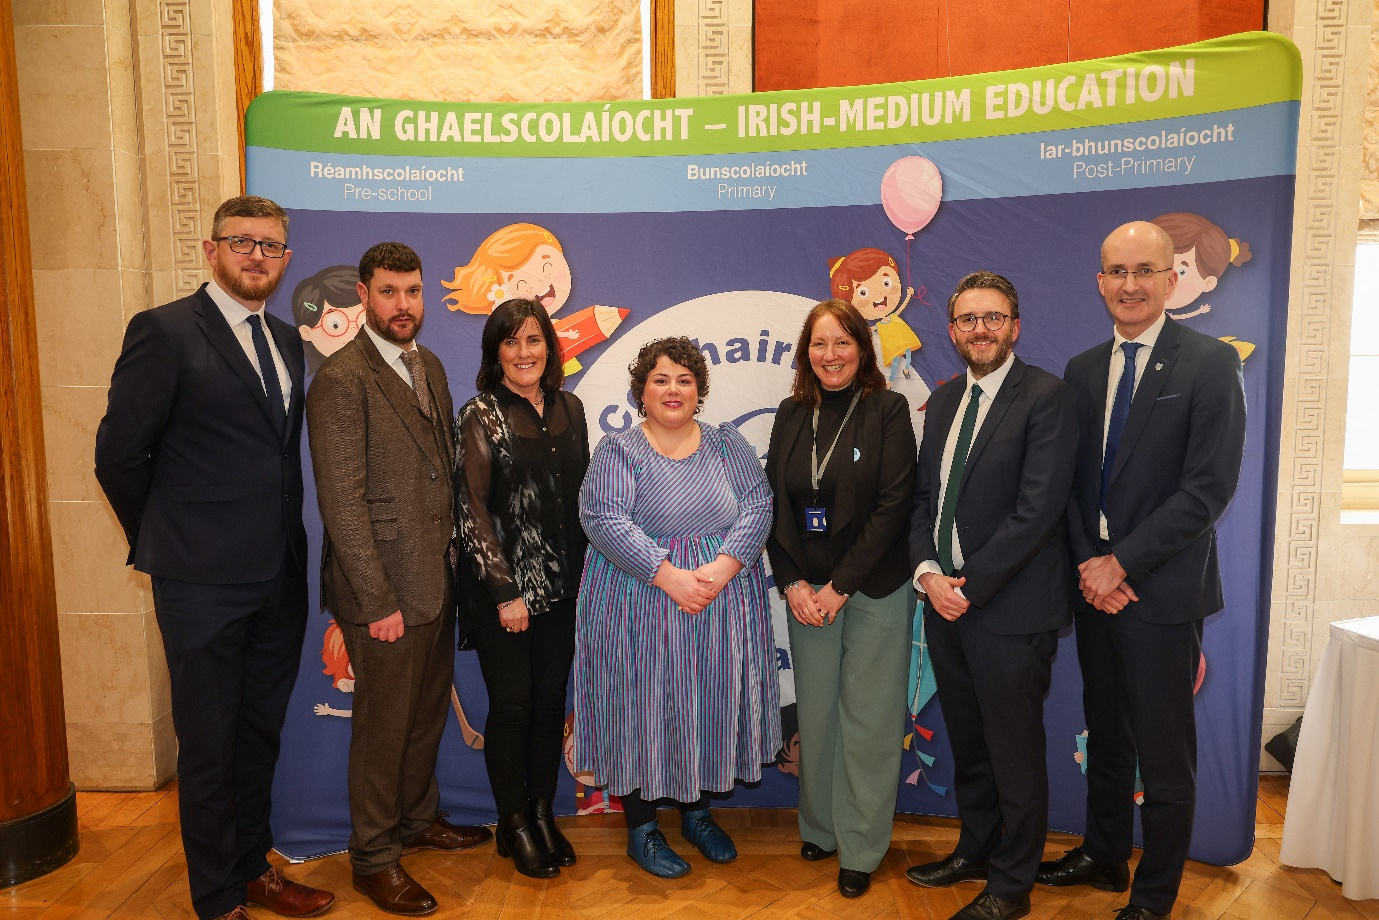 AN GHAELSCOLAÍOCHT – IRISH-MEDIUM EDUCATION
Réamhscolaíocht
Pre-school
Bunscolaíocht
Primary
Iar-bhunscolaíocht
Post-Primary